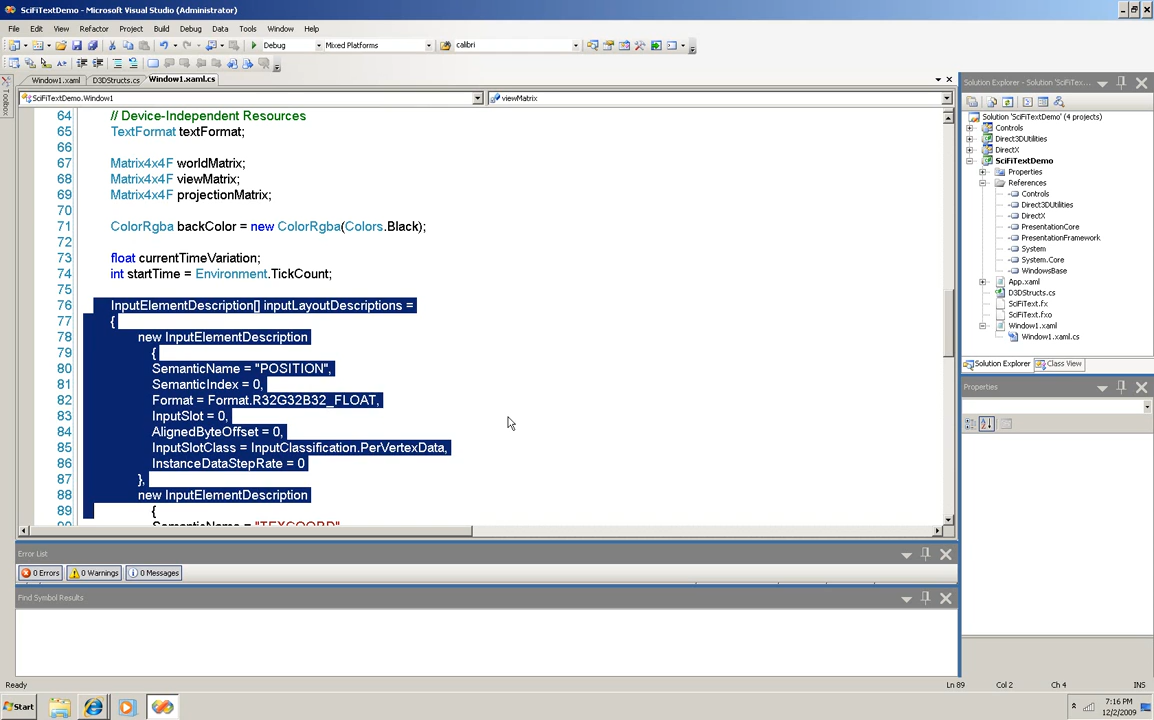 SciFiTextDemo - Microsoft Visual Studio (Administrator)
File Edit View Refactor Project Build Debug Data Tools Test Window Help
Debug Mixed Platforms calibri
Window1.xaml D3DStructs.cs Window1.xaml.cs
SciFiTextDemo.Window1 viewMatrix
64 // Device-Independent Resources
65 TextFormat textFormat;
66
67 Matrix4x4F worldMatrix;
68 Matrix4x4F viewMatrix;
69 Matrix4x4F projectionMatrix;
70
71 ColorRgba backColor = new ColorRgba(Colors.Black);
72
73 float currentTimeVariation;
74 int startTime = Environment.TickCount;
75
76 InputElementDescription[] inputLayoutDescriptions =
77 {
78 new InputElementDescription
79 {
80 SemanticName = "POSITION",
81 SemanticIndex = 0,
82 Format = Format.R32G32B32_FLOAT,
83 InputSlot = 0,
84 AlignedByteOffset = 0,
85 InputSlotClass = InputClassification.PerVertexData,
86 InstanceDataStepRate = 0
87 },
88 new InputElementDescription
89 {
90 SemanticName = "TEXCOORD"
Toolbox
Error List
0 Errors 0 Warnings 0 Messages
Find Symbol Results
Solution Explorer - Solution 'SciFiTex...
Solution 'SciFiTextDemo' (4 projects)
Controls
Direct3DUtilities
DirectX
SciFiTextDemo
Properties
References
Controls
Direct3DUtilities
DirectX
PresentationCore
PresentationFramework
System
System.Core
WindowsBase
App.xaml
D3DStructs.cs
SciFiText.fx
SciFiText.fxo
Window1.xaml
Window1.xaml.cs
Solution Explorer Class View
Properties
Ready Ln 89 Col 2 Ch 4 INS
Start 7:16 PM
12/2/2009